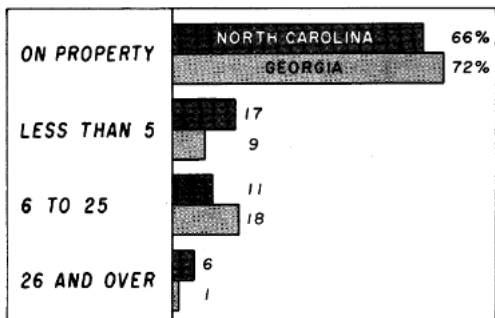 ON PROPERTY
NORTH CAROLINA 66%
GEORGIA 72%
LESS THAN 5
17
9
6 TO 25
11
18
26 AND OVER
6
1